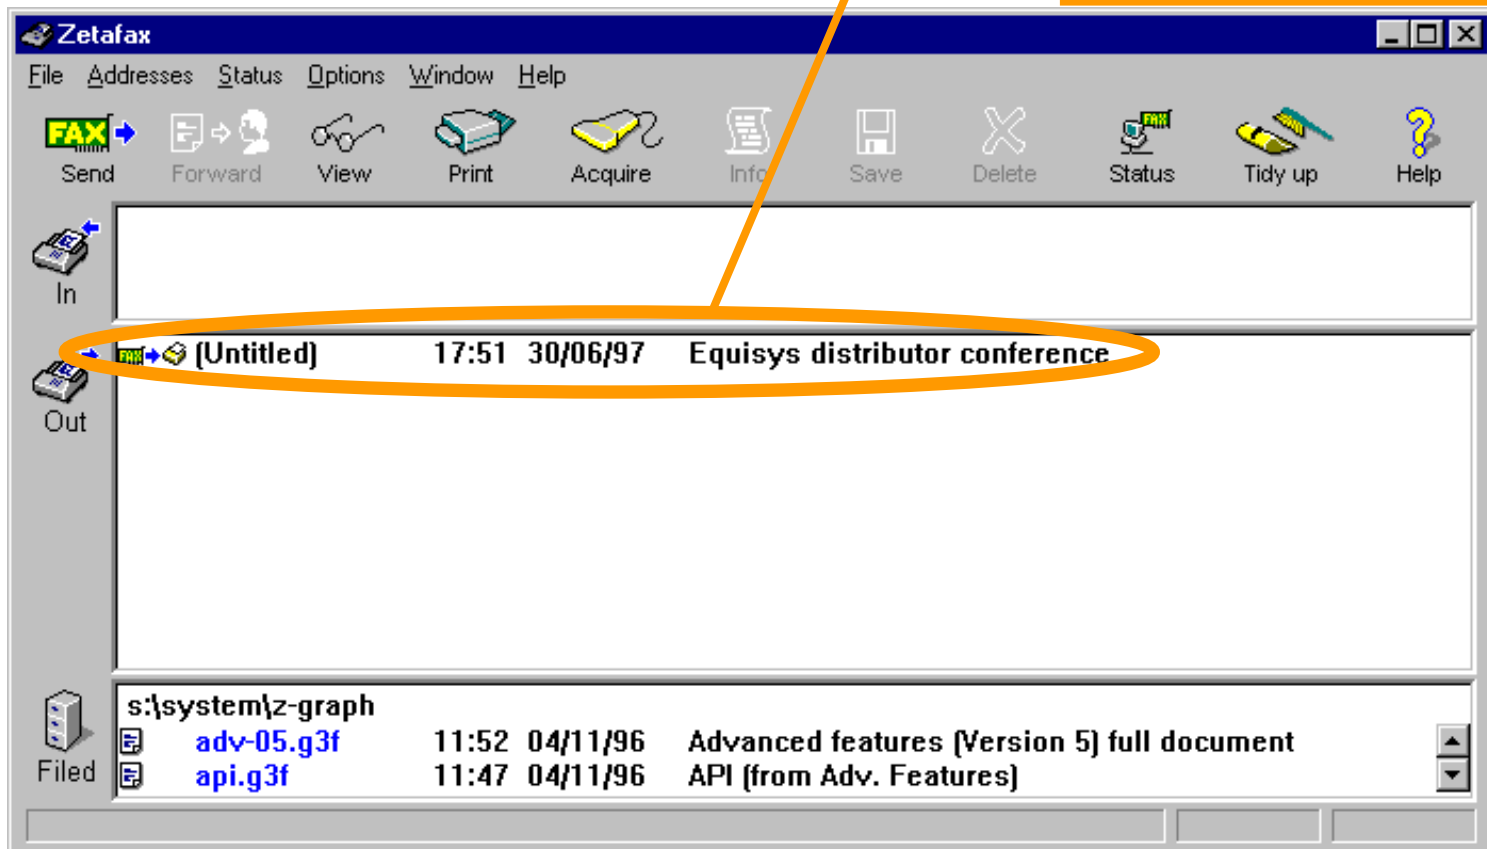 Zetafax
File Addresses Status Options Window Help
FAX FAX
Send Forward View Print Acquire Info Save Delete Status Tidy up Help
In
(Untitled) 17:51 30/06/97 Equisys distributor conference
Out
s:\system\z-graph
adv-05.g3f 11:52 04/11/96 Advanced features (Version 5) full document
Filed api.g3f 11:47 04/11/96 API (from Adv. Features)